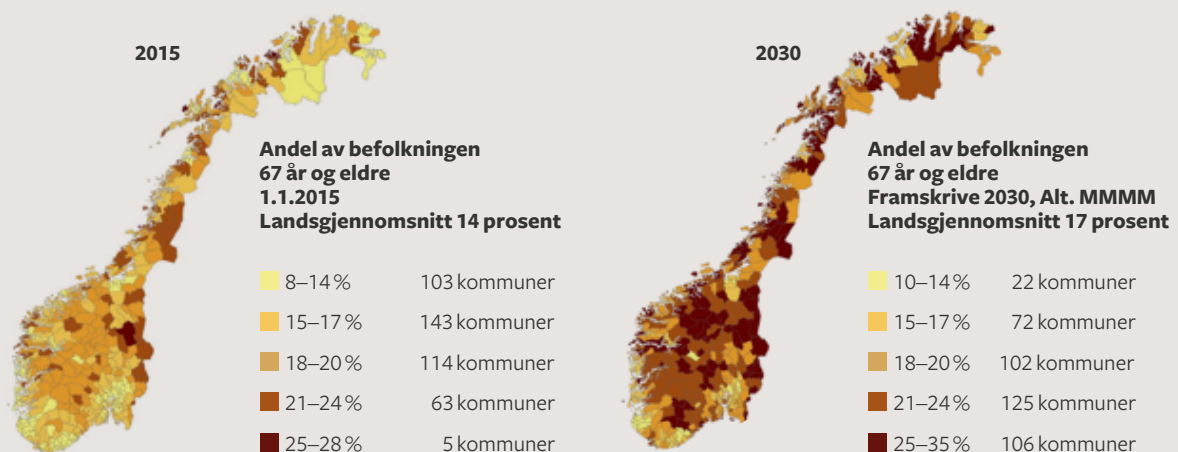 2015
Andel av befolkningen
67 år og eldre
1.1.2015
Landsgjennomsnitt 14 prosent
8–14 % 103 kommuner
15–17 % 143 kommuner
18–20 % 114 kommuner
21–24 % 63 kommuner
25–28 % 5 kommuner
2030
Andel av befolkningen
67 år og eldre
Framskrive 2030, Alt. MMMM
Landsgjennomsnitt 17 prosent
10–14 % 22 kommuner
15–17 % 72 kommuner
18–20 % 102 kommuner
21–24 % 125 kommuner
25–35 % 106 kommuner